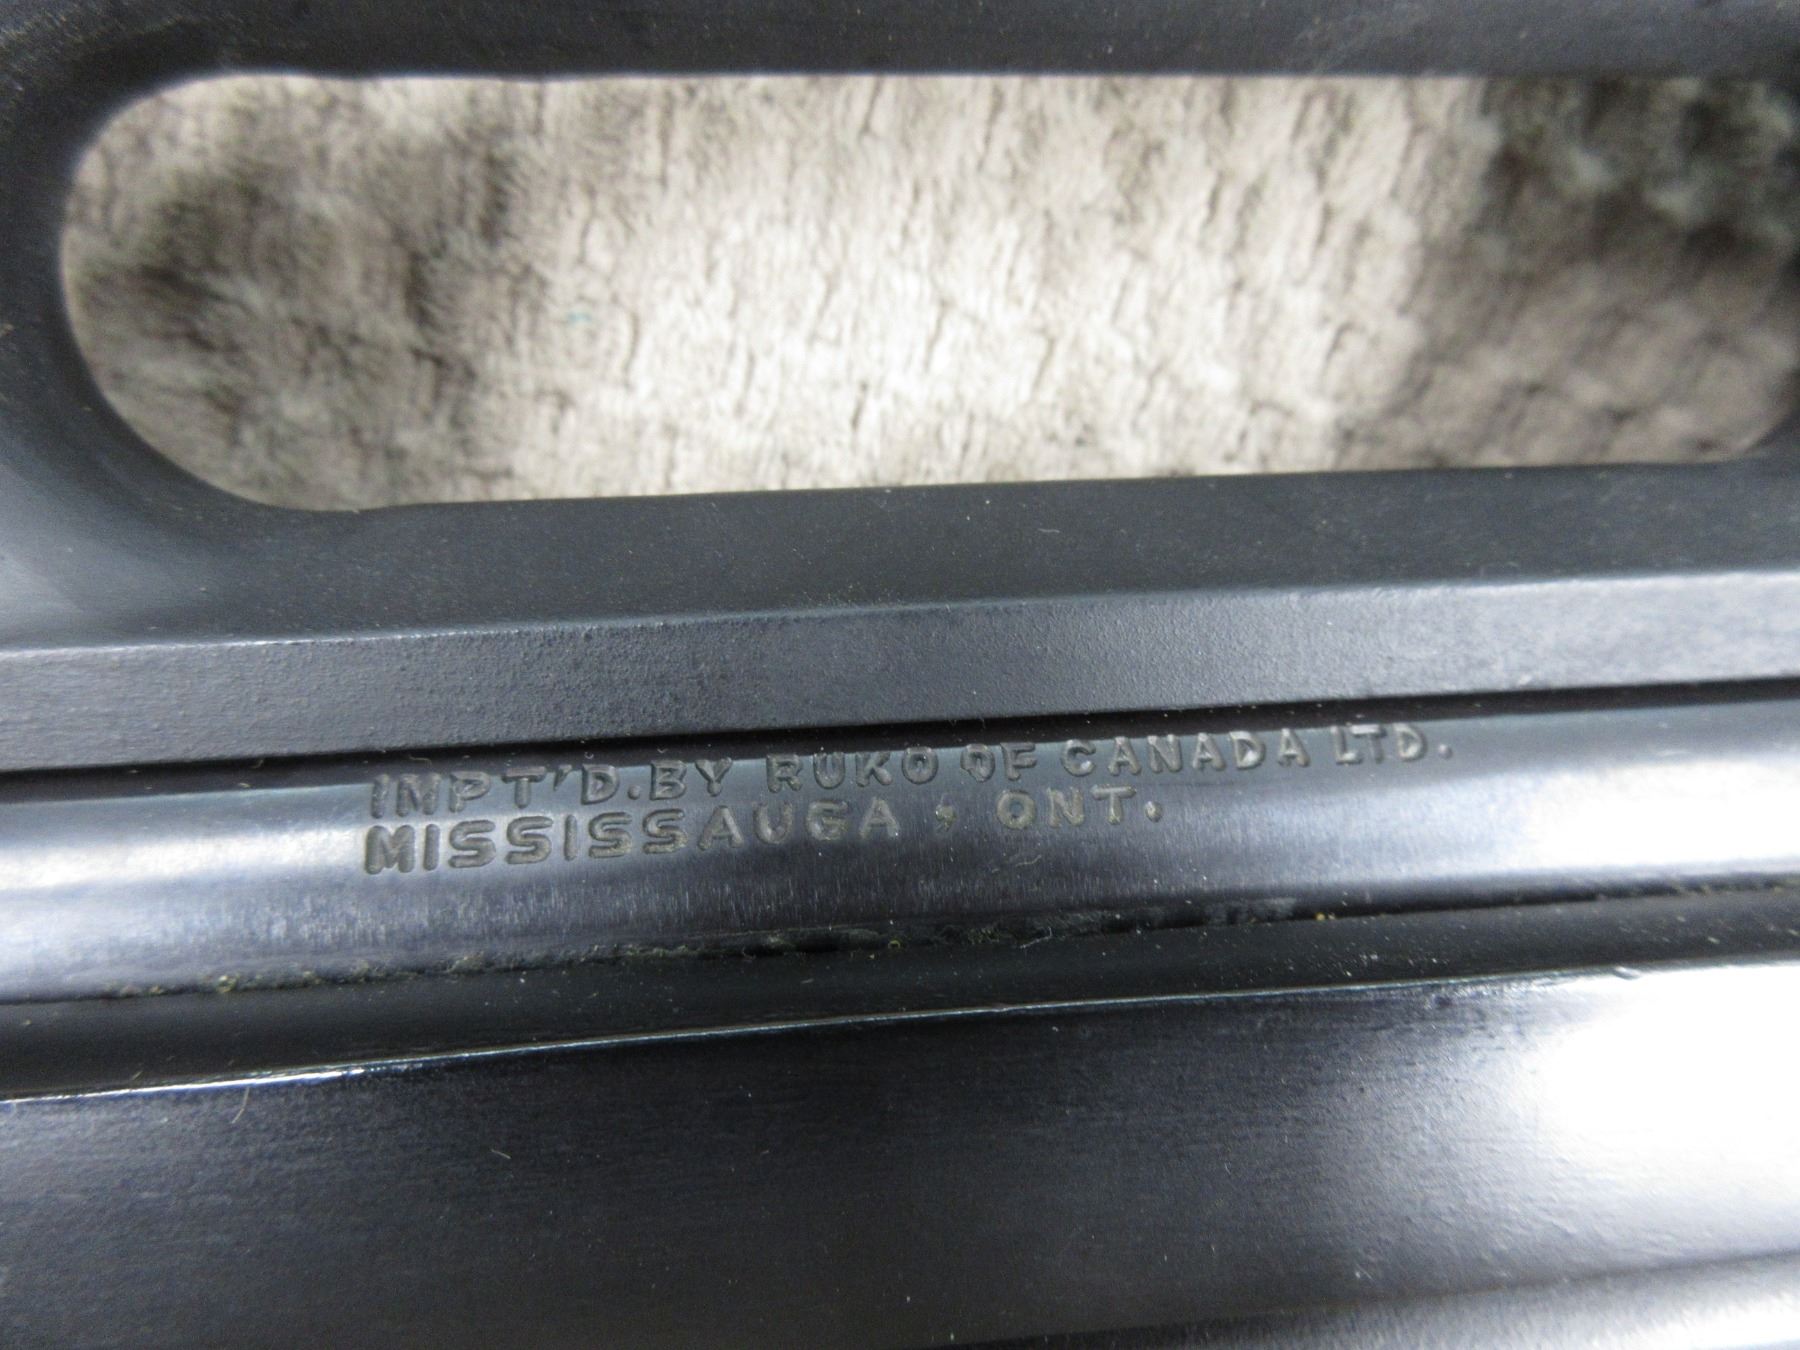 IMPT'D. BY RUKO OF CANADA LTD.
MISSISSAUGA, ONT.